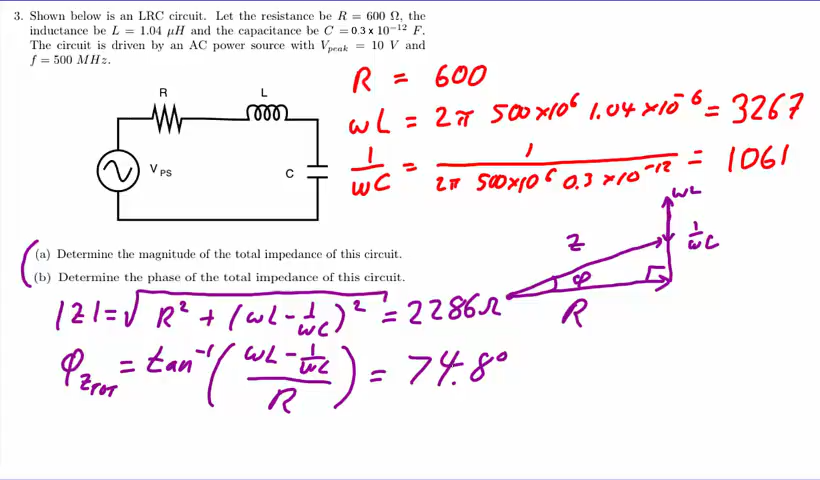 3. Shown below is an LRC circuit. Let the resistance be R = 600 Ω, the
inductance be L = 1.04 μH and the capacitance be C = 0.3 x 10⁻¹² F.
The circuit is driven by an AC power source with V_peak = 10 V and
f = 500 MHz.
R
L
V_PS
C
R = 600
ωL = 2π 500×10⁶ 1.04×10⁻⁶ = 3267
1/ωC = 1/(2π 500×10⁶ 0.3×10⁻¹²) = 1061
ωL
1/ωC
Z
φ
R
(a) Determine the magnitude of the total impedance of this circuit.
(b) Determine the phase of the total impedance of this circuit.
|Z| = √(R² + (ωL - 1/ωC)²) = 2286Ω
φ_ZTOT = tan⁻¹((ωL - 1/ωC)/R) = 74.8°